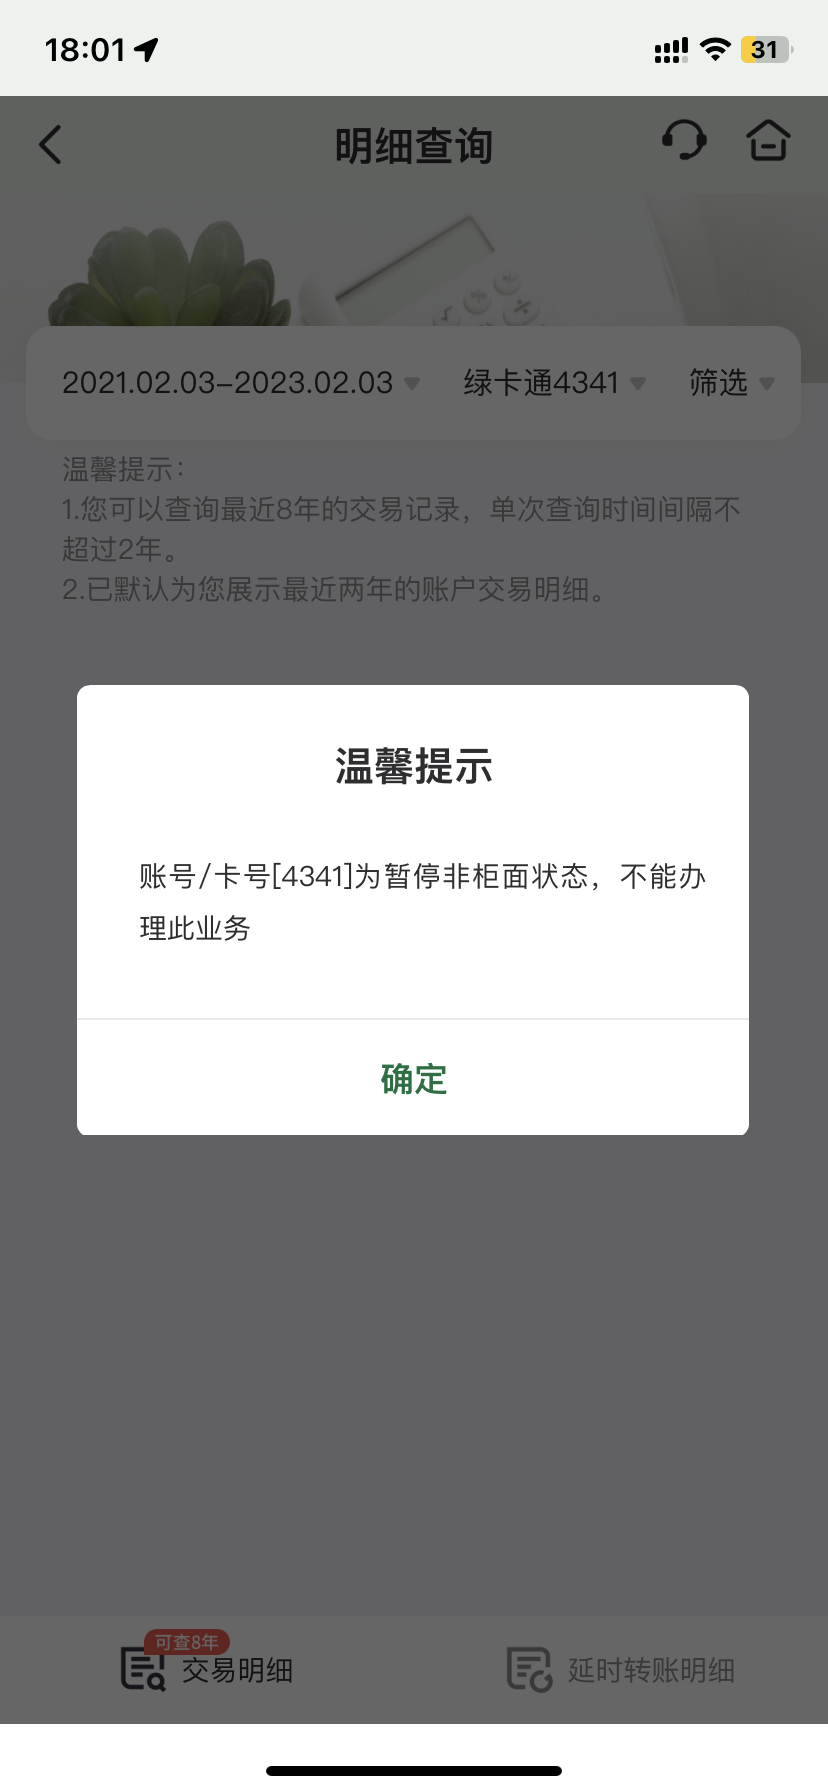 18:01
31
明细查询
2021.02.03–2023.02.03 绿卡通4341 筛选
温馨提示：
1.您可以查询最近8年的交易记录，单次查询时间间隔不
超过2年。
2.已默认为您展示最近两年的账户交易明细。
温馨提示
账号/卡号[4341]为暂停非柜面状态，不能办
理此业务
确定
可查8年
交易明细 延时转账明细